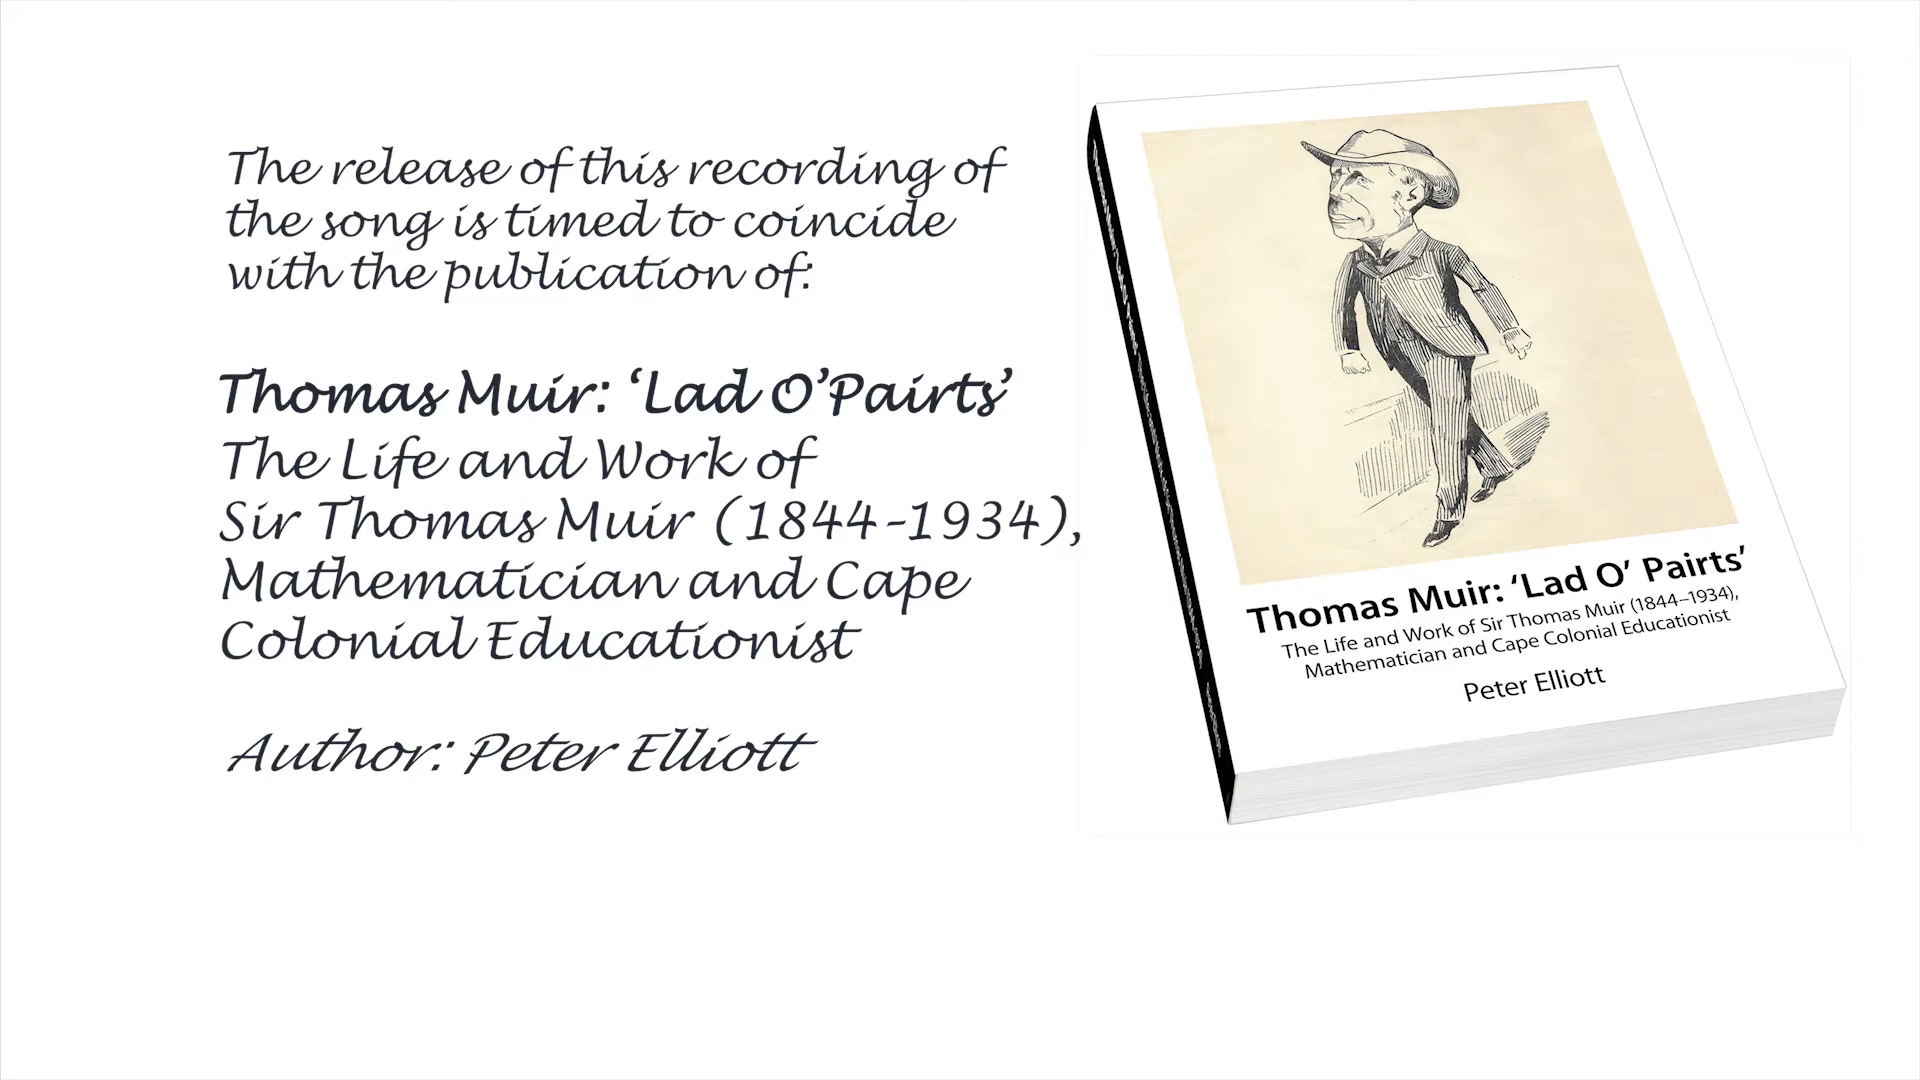 The release of this recording of
the song is timed to coincide
with the publication of:
Thomas Muir: ‘Lad O’Pairts’
The Life and Work of
Sir Thomas Muir (1844–1934),
Mathematician and Cape
Colonial Educationist
Author: Peter Elliott
Thomas Muir: ‘Lad O’ Pairts’
The Life and Work of Sir Thomas Muir (1844–1934),
Mathematician and Cape Colonial Educationist
Peter Elliott